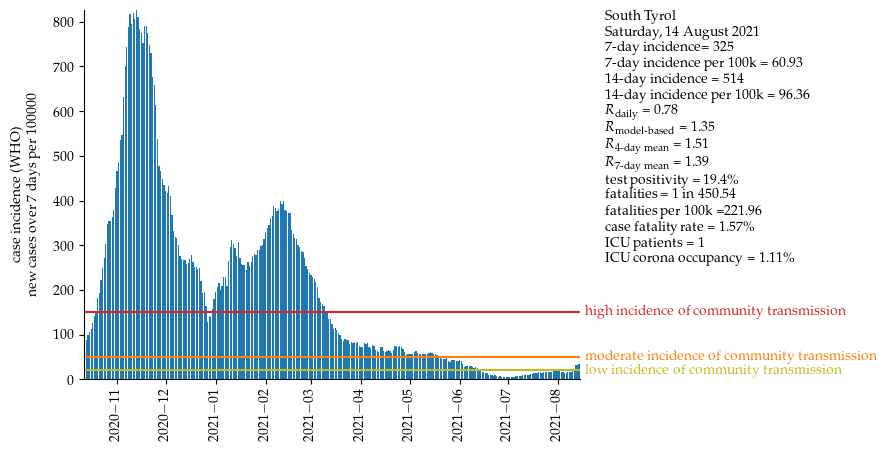 South Tyrol
Saturday, 14 August 2021
7-day incidence= 325
7-day incidence per 100k = 60.93
14-day incidence = 514
14-day incidence per 100k = 96.36
R_daily = 0.78
R_model-based = 1.35
R_4-day mean = 1.51
R_7-day mean = 1.39
test positivity = 19.4%
fatalities = 1 in 450.54
fatalities per 100k =221.96
case fatality rate = 1.57%
ICU patients = 1
ICU corona occupancy = 1.11%
case incidence (WHO)
new cases over 7 days per 100000
800
700
600
500
400
300
200
100
0
high incidence of community transmission
moderate incidence of community transmission
low incidence of community transmission
2020−11
2020−12
2021−01
2021−02
2021−03
2021−04
2021−05
2021−06
2021−07
2021−08